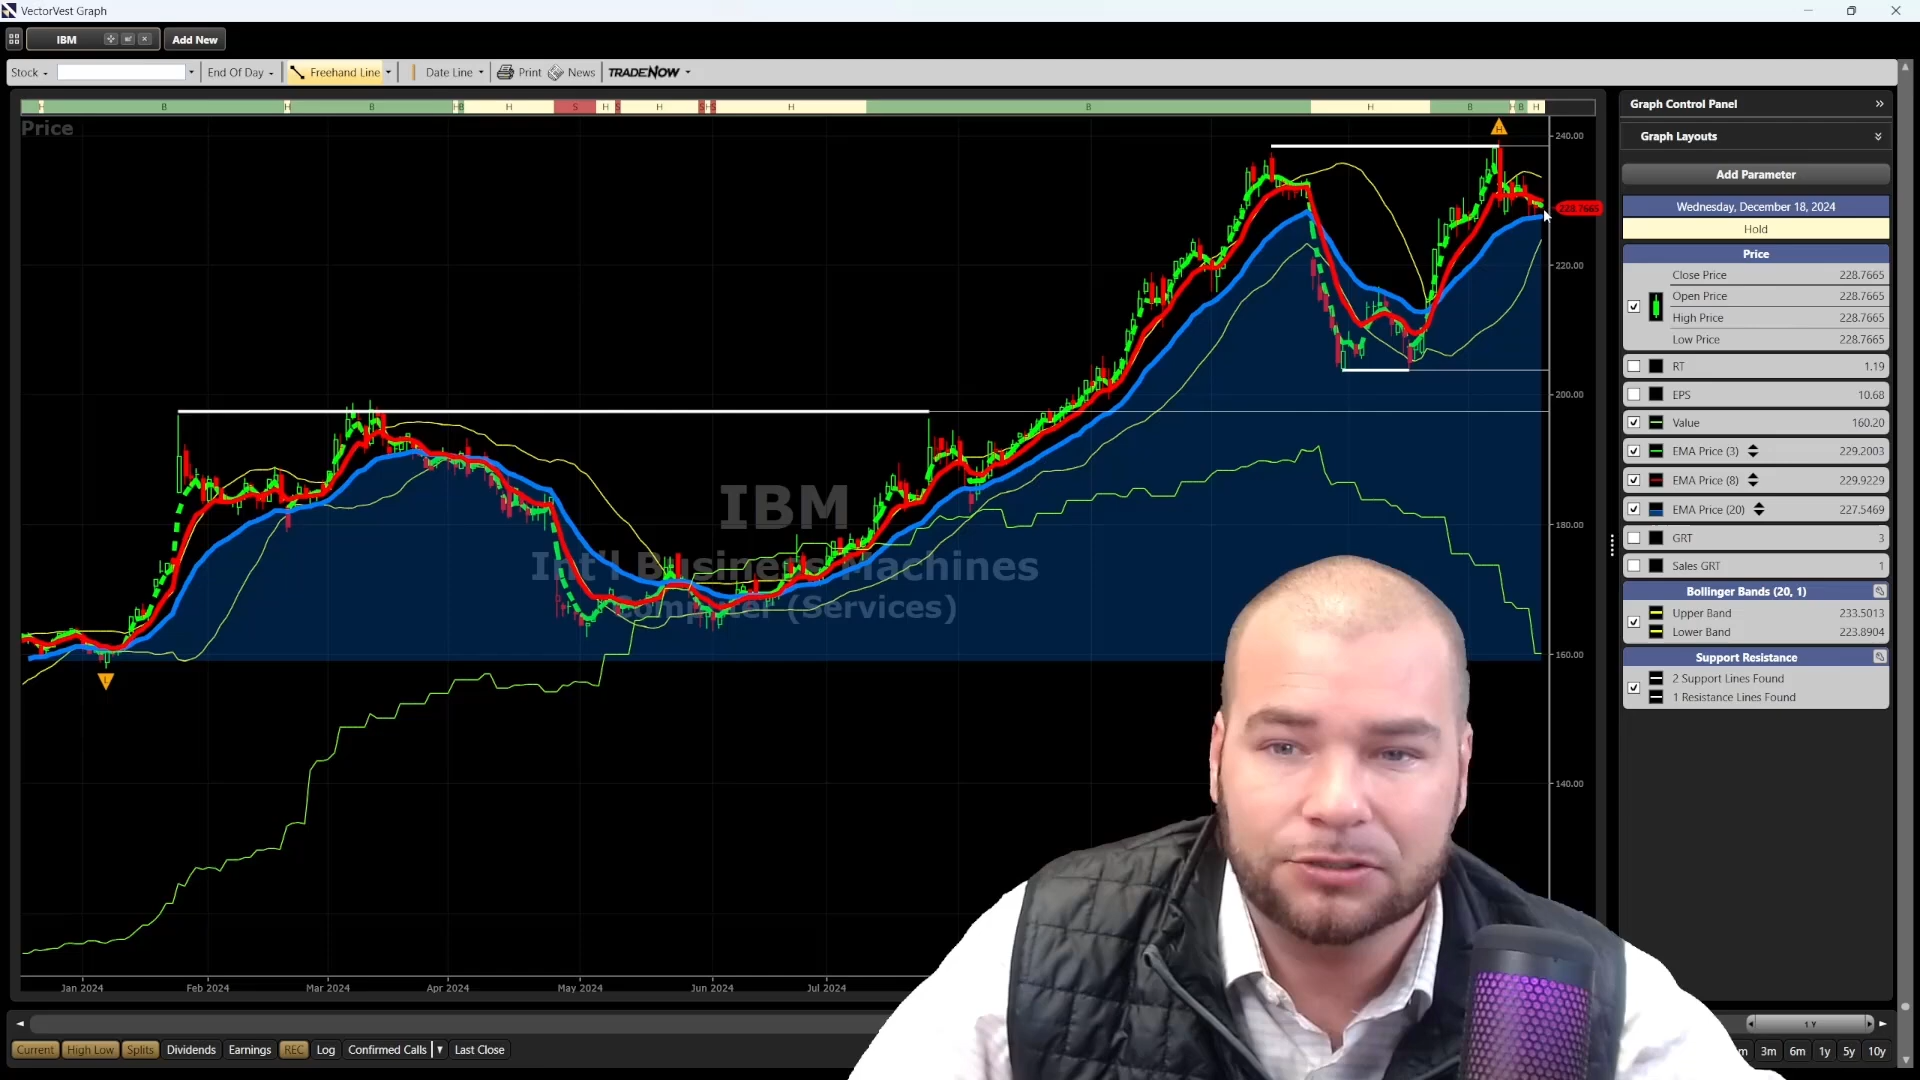 VectorVest Graph
IBM
Add New
Stock
End Of Day
Freehand Line
Date Line
Print
News
TRADENOW
H B H B H B H S H S H S H S H B H B H B H
Price
240.00
228.7665
220.00
200.00
180.00
160.00
140.00
H
L
IBM
Int'l Business Machines
Computer (Services)
Jan 2024
Feb 2024
Mar 2024
Apr 2024
May 2024
Jun 2024
Jul 2024
Graph Control Panel
Graph Layouts
Add Parameter
Wednesday, December 18, 2024
Hold
Price
Close Price 228.7665
Open Price 228.7665
High Price 228.7665
Low Price 228.7665
RT 1.19
EPS 10.68
Value 160.20
EMA Price (3) 229.2003
EMA Price (8) 229.9229
EMA Price (20) 227.5469
GRT 3
Sales GRT 1
Bollinger Bands (20, 1)
Upper Band 233.5013
Lower Band 223.8904
Support Resistance
2 Support Lines Found
1 Resistance Lines Found
1 Y
Current
High Low
Splits
Dividends
Earnings
REC
Log
Confirmed Calls
Last Close
3m
6m
1y
5y
10y